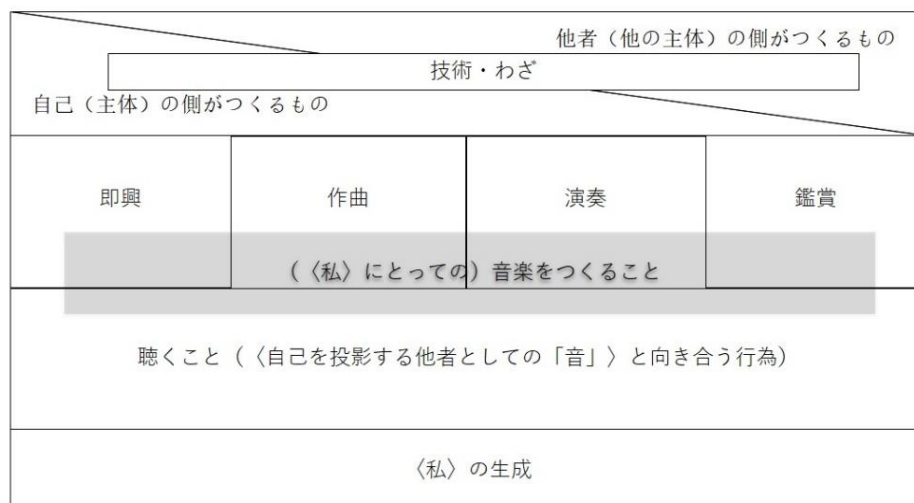 他者（他の主体）の側がつくるもの
技術・わざ
自己（主体）の側がつくるもの
即興
作曲
演奏
鑑賞
（〈私〉にとっての）音楽をつくること
聴くこと（〈自己を投影する他者としての「音」〉と向き合う行為）
〈私〉の生成